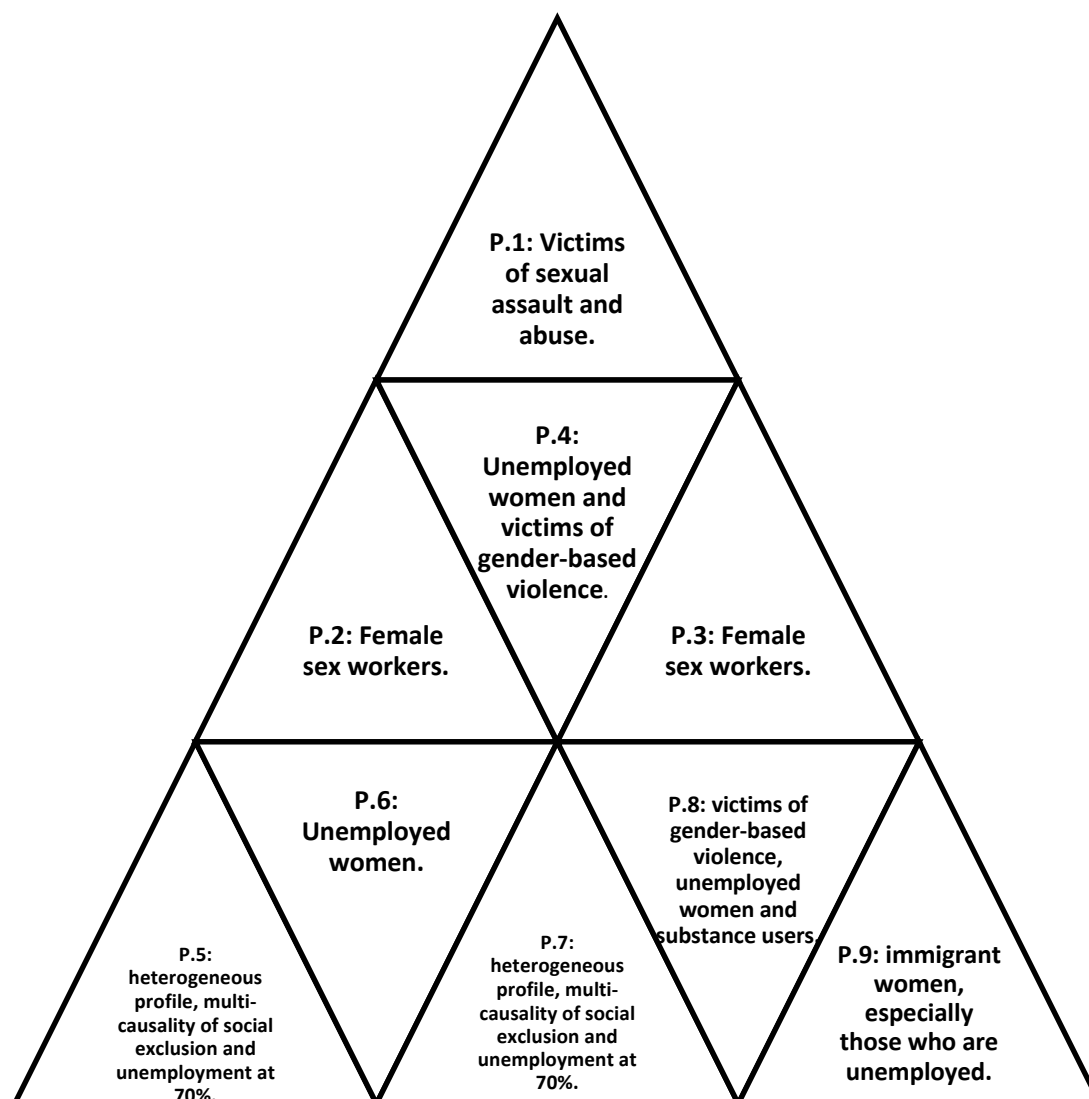 P.1: Victims
of sexual
assault and
abuse.
P.4:
Unemployed
women and
victims of
gender-based
violence.
P.2: Female
sex workers.
P.3: Female
sex workers.
P.6:
Unemployed
women.
P.8: victims of
gender-based
violence,
unemployed
women and
substance users.
P.5:
heterogeneous
profile, multi-
causality of social
exclusion and
unemployment at
70%.
P.7:
heterogeneous
profile, multi-
causality of social
exclusion and
unemployment at
70%.
P.9: immigrant
women,
especially
those who are
unemployed.